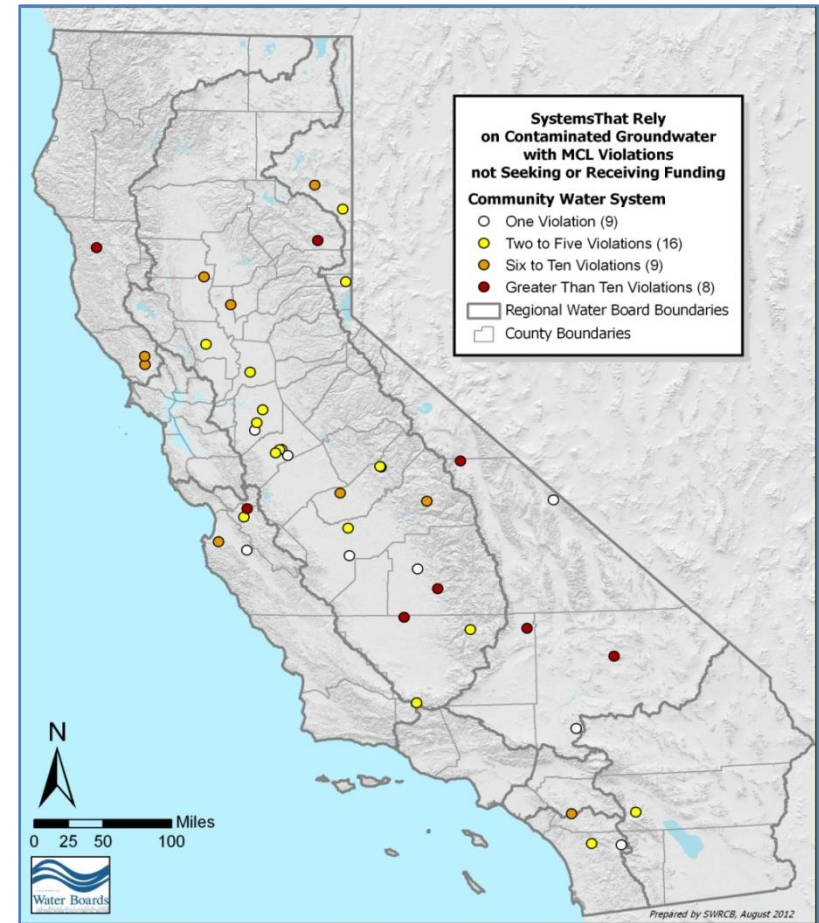 SystemsThat Rely
on Contaminated Groundwater
with MCL Violations
not Seeking or Receiving Funding
Community Water System
One Violation (9)
Two to Five Violations (16)
Six to Ten Violations (9)
Greater Than Ten Violations (8)
Regional Water Board Boundaries
County Boundaries
N
Miles
0 25 50 100
Water Boards
Prepared by SWRCB, August 2012